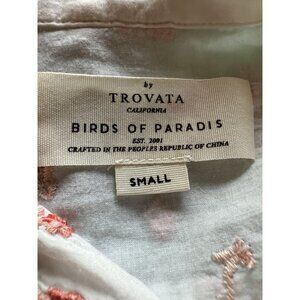 by
TROVATA
CALIFORNIA
BIRDS OF PARADIS
EST. 2001
CRAFTED IN THE PEOPLES REPUBLIC OF CHINA
SMALL